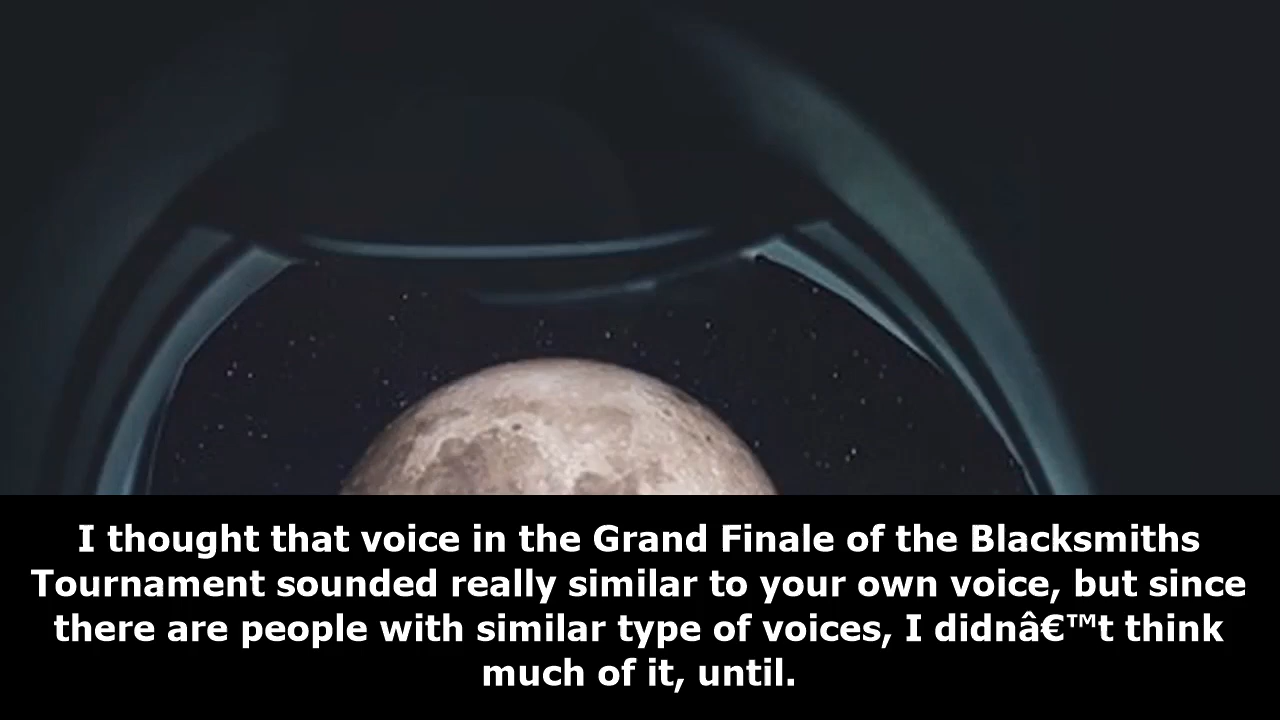 I thought that voice in the Grand Finale of the Blacksmiths
Tournament sounded really similar to your own voice, but since
there are people with similar type of voices, I didnâ€™t think
much of it, until.